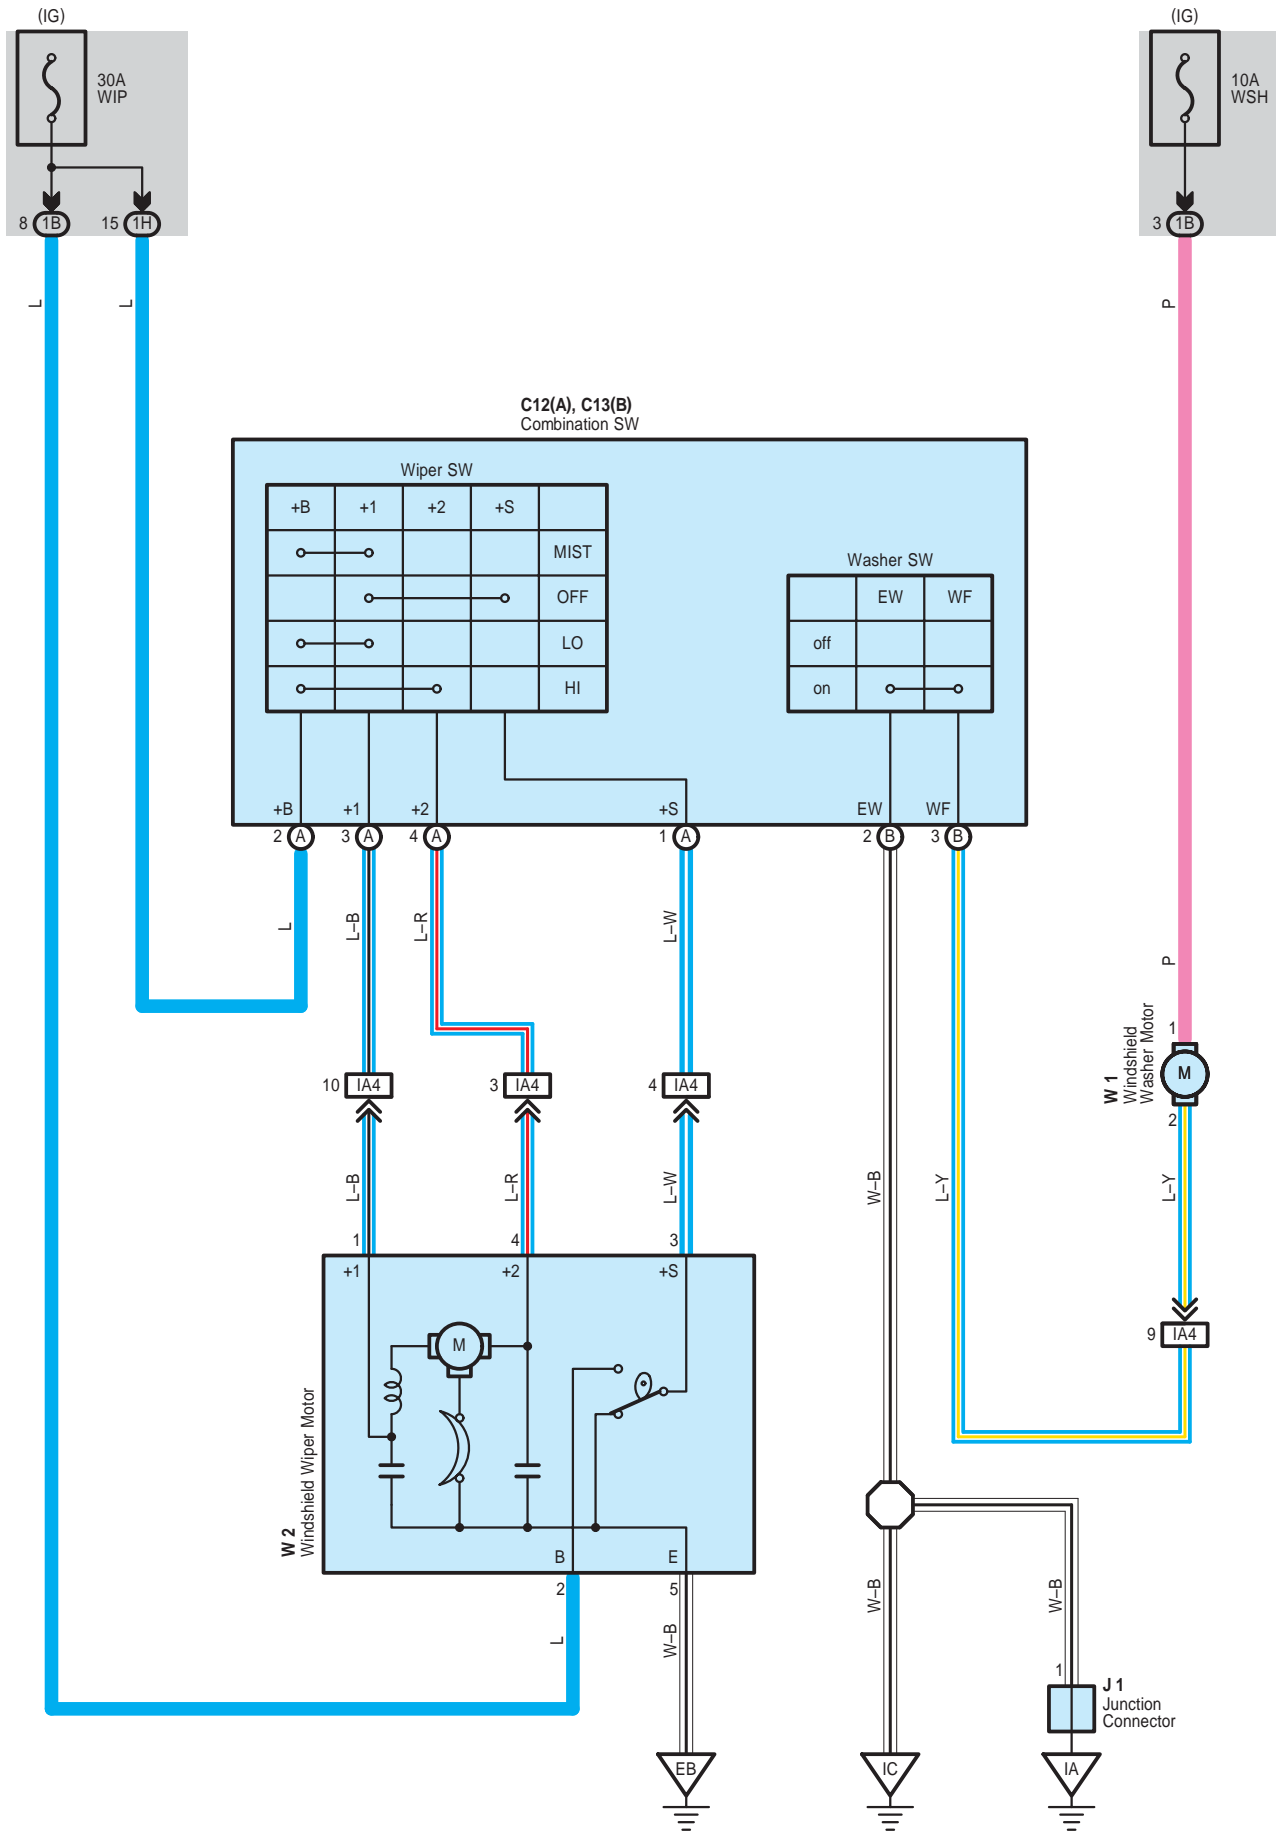 (IG)
(IG)
30A
WIP
10A
WSH
8 1B
15 1H
3 1B
L
L
P
C12(A), C13(B)
Combination SW
Wiper SW
+B +1 +2 +S
MIST
OFF
LO
HI
Washer SW
EW WF
off
on
+B +1 +2 +S EW WF
2 A
3 A
4 A
1 A
2 B
3 B
L
L–B
L–R
L–W
P
1
M
2
W 1
Windshield
Washer Motor
10 IA4
3 IA4
4 IA4
L–B
L–R
L–W
W–B
L–Y
L–Y
1 4 3
+1 +2 +S
M
9 IA4
W 2
Windshield Wiper Motor
B E
2 5
L
W–B
W–B
W–B
1
J 1
Junction
Connector
EB
IC
IA